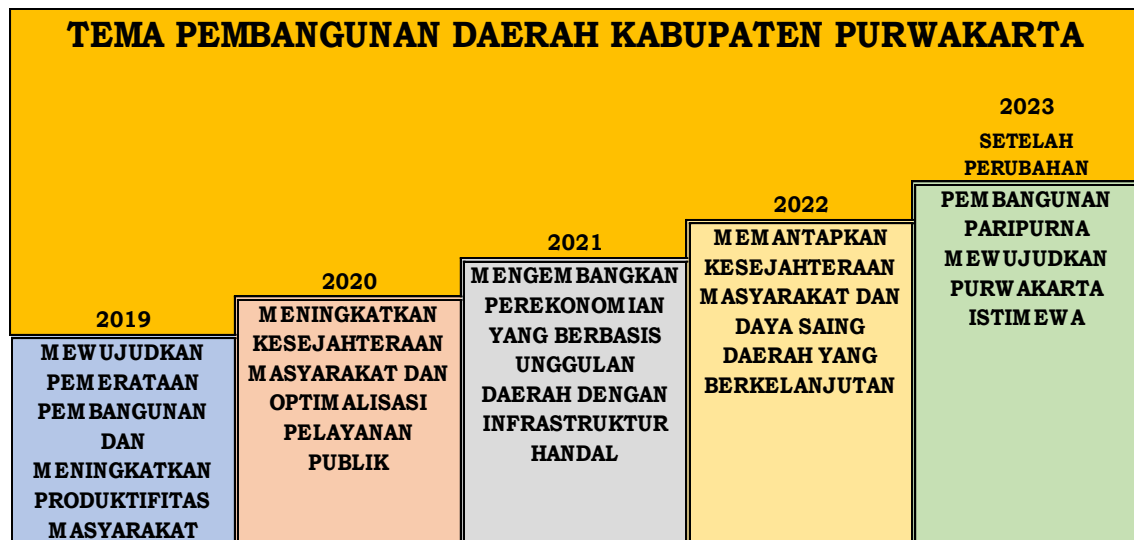 TEMA PEMBANGUNAN DAERAH KABUPATEN PURWAKARTA
2019
MEWUJUDKAN
PEMERATAAN
PEMBANGUNAN
DAN
MENINGKATKAN
PRODUKTIFITAS
MASYARAKAT
2020
MENINGKATKAN
KESEJAHTERAAN
MASYARAKAT DAN
OPTIMALISASI
PELAYANAN
PUBLIK
2021
MENGEMBANGKAN
PEREKONOMIAN
YANG BERBASIS
UNGGULAN
DAERAH DENGAN
INFRASTRUKTUR
HANDAL
2022
MEMANTAPKAN
KESEJAHTERAAN
MASYARAKAT DAN
DAYA SAING
DAERAH YANG
BERKELANJUTAN
2023
SETELAH
PERUBAHAN
PEMBANGUNAN
PARIPURNA
MEWUJUDKAN
PURWAKARTA
ISTIMEWA